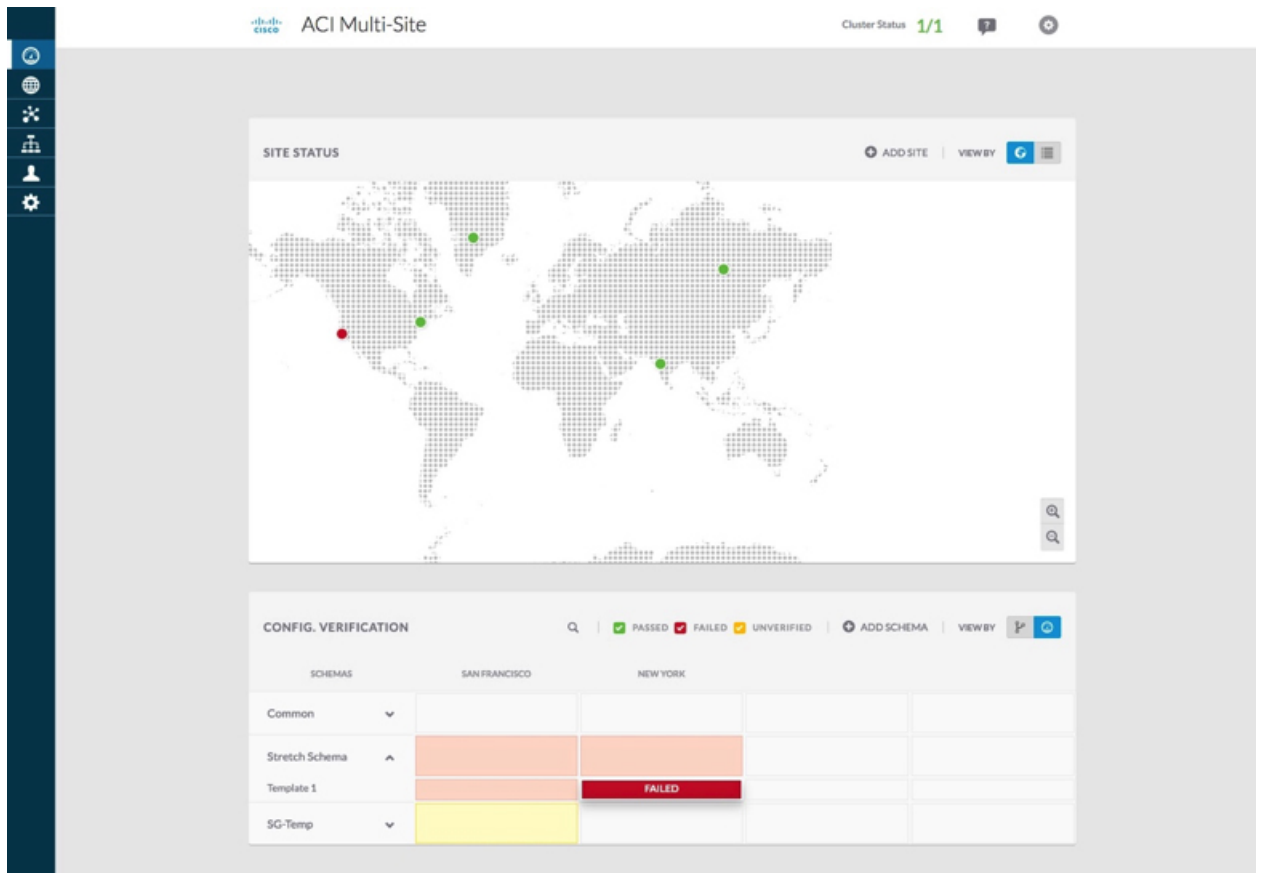 CISCO ACI Multi-Site Cluster Status 1/1 ?
SITE STATUS ADD SITE VIEW BY
CONFIG. VERIFICATION PASSED FAILED UNVERIFIED ADD SCHEMA VIEW BY
SCHEMAS SAN FRANCISCO NEW YORK
Common
Stretch Schema
Template 1 FAILED
SG-Temp